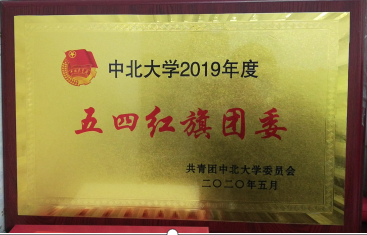 中北大学2019年度
五四红旗团委
共青团中北大学委员会
二〇二〇年五月